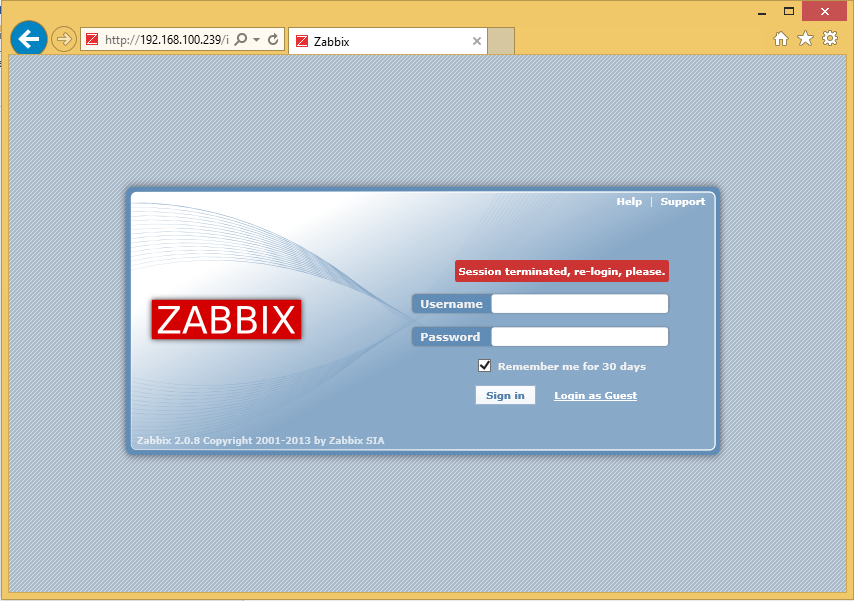 http://192.168.100.239/i
Zabbix
Help | Support
Session terminated, re-login, please.
ZABBIX
Username
Password
Remember me for 30 days
Sign in
Login as Guest
Zabbix 2.0.8 Copyright 2001-2013 by Zabbix SIA